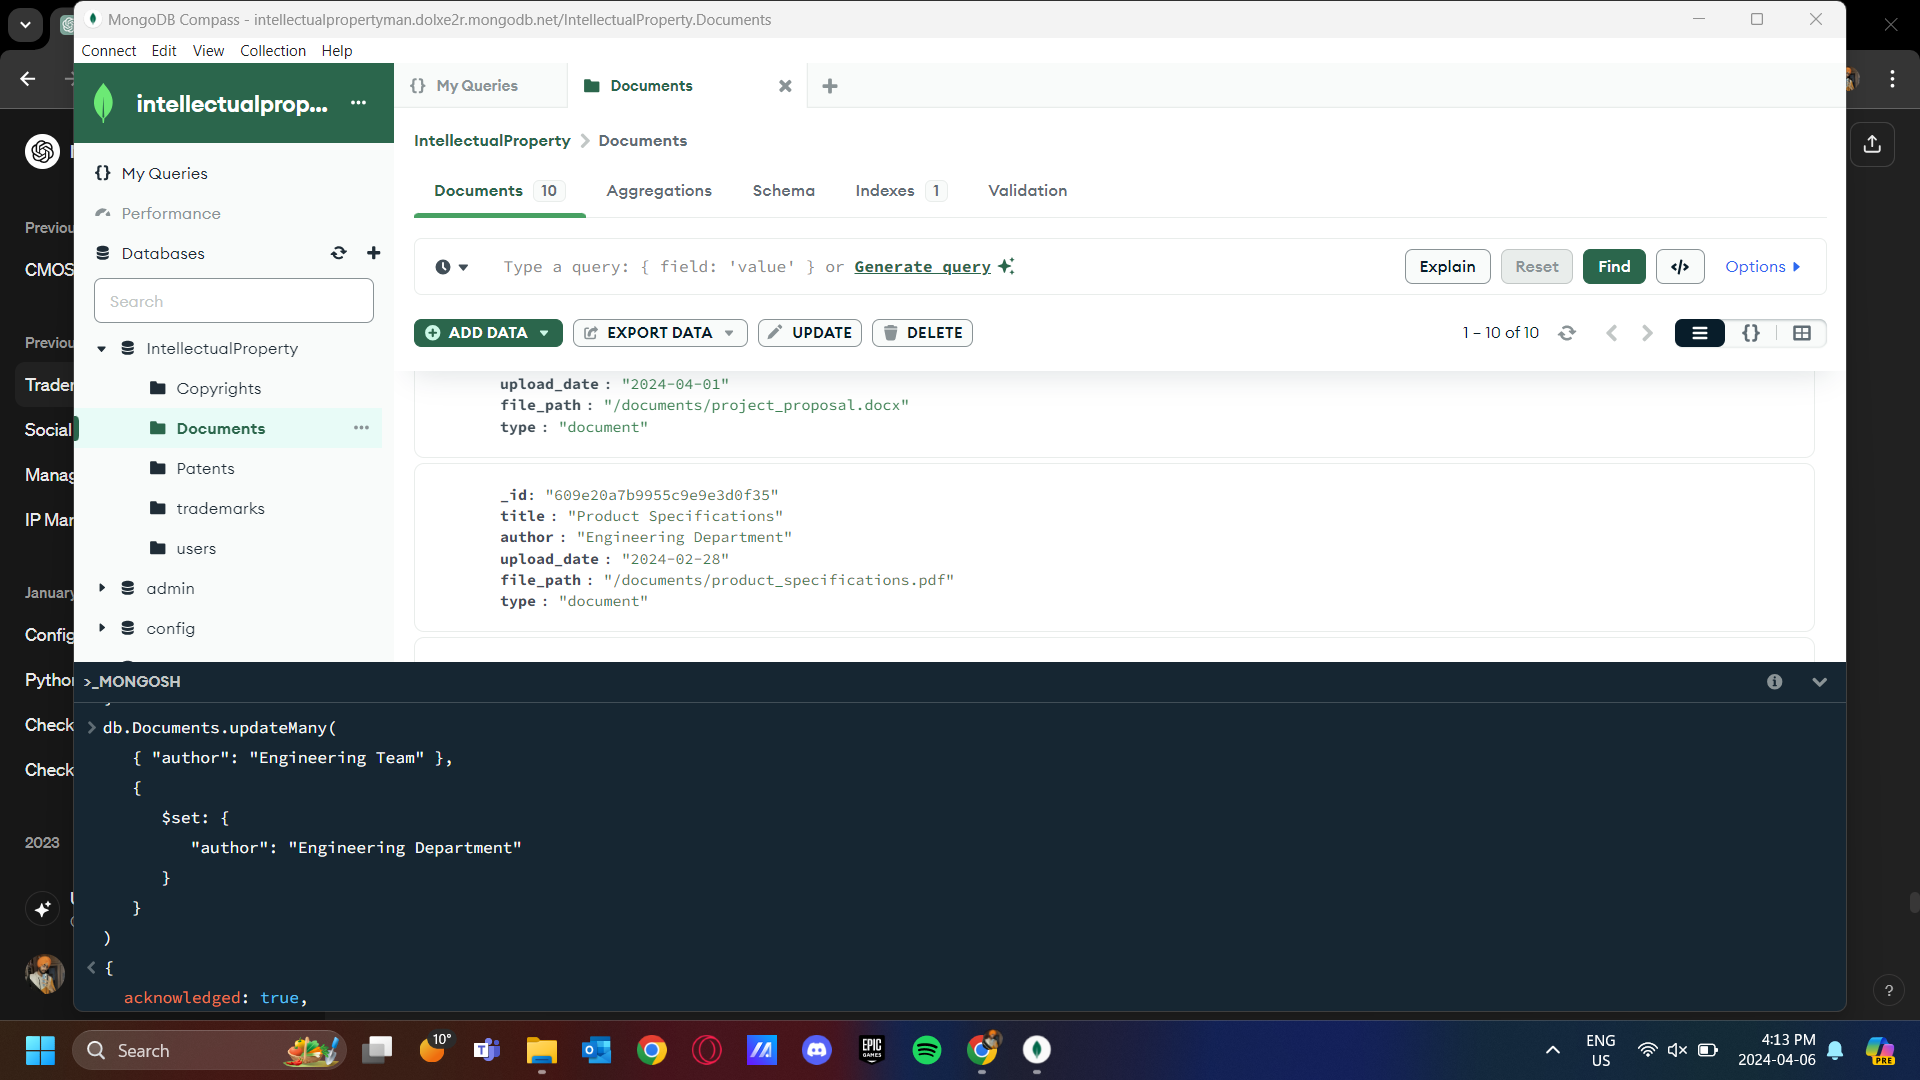 MongoDB Compass - intellectualpropertyman.dolxe2r.mongodb.net/IntellectualProperty.Documents
Connect Edit View Collection Help
intellectualprop...
{} My Queries
Documents
My Queries
Performance
Databases
Search
IntellectualProperty
Copyrights
Documents
Patents
trademarks
users
admin
config
IntellectualProperty > Documents
Documents 10
Aggregations
Schema
Indexes 1
Validation
Type a query: { field: 'value' } or Generate query
Explain
Reset
Find
</>
Options
ADD DATA
EXPORT DATA
UPDATE
DELETE
1 – 10 of 10
{}
upload_date : "2024-04-01"
file_path : "/documents/project_proposal.docx"
type : "document"
_id: "609e20a7b9955c9e9e3d0f35"
title : "Product Specifications"
author : "Engineering Department"
upload_date : "2024-02-28"
file_path : "/documents/product_specifications.pdf"
type : "document"
>_MONGOSH
> db.Documents.updateMany(
{ "author": "Engineering Team" },
{
$set: {
"author": "Engineering Department"
}
}
)
< {
acknowledged: true,
Previou
CMOS
Previou
Trader
Social
Manag
IP Mar
January
Config
Python
Check
Check
2023
?
Search
10°
EPIC
GAMES
ENG
US
4:13 PM
2024-04-06
PRE